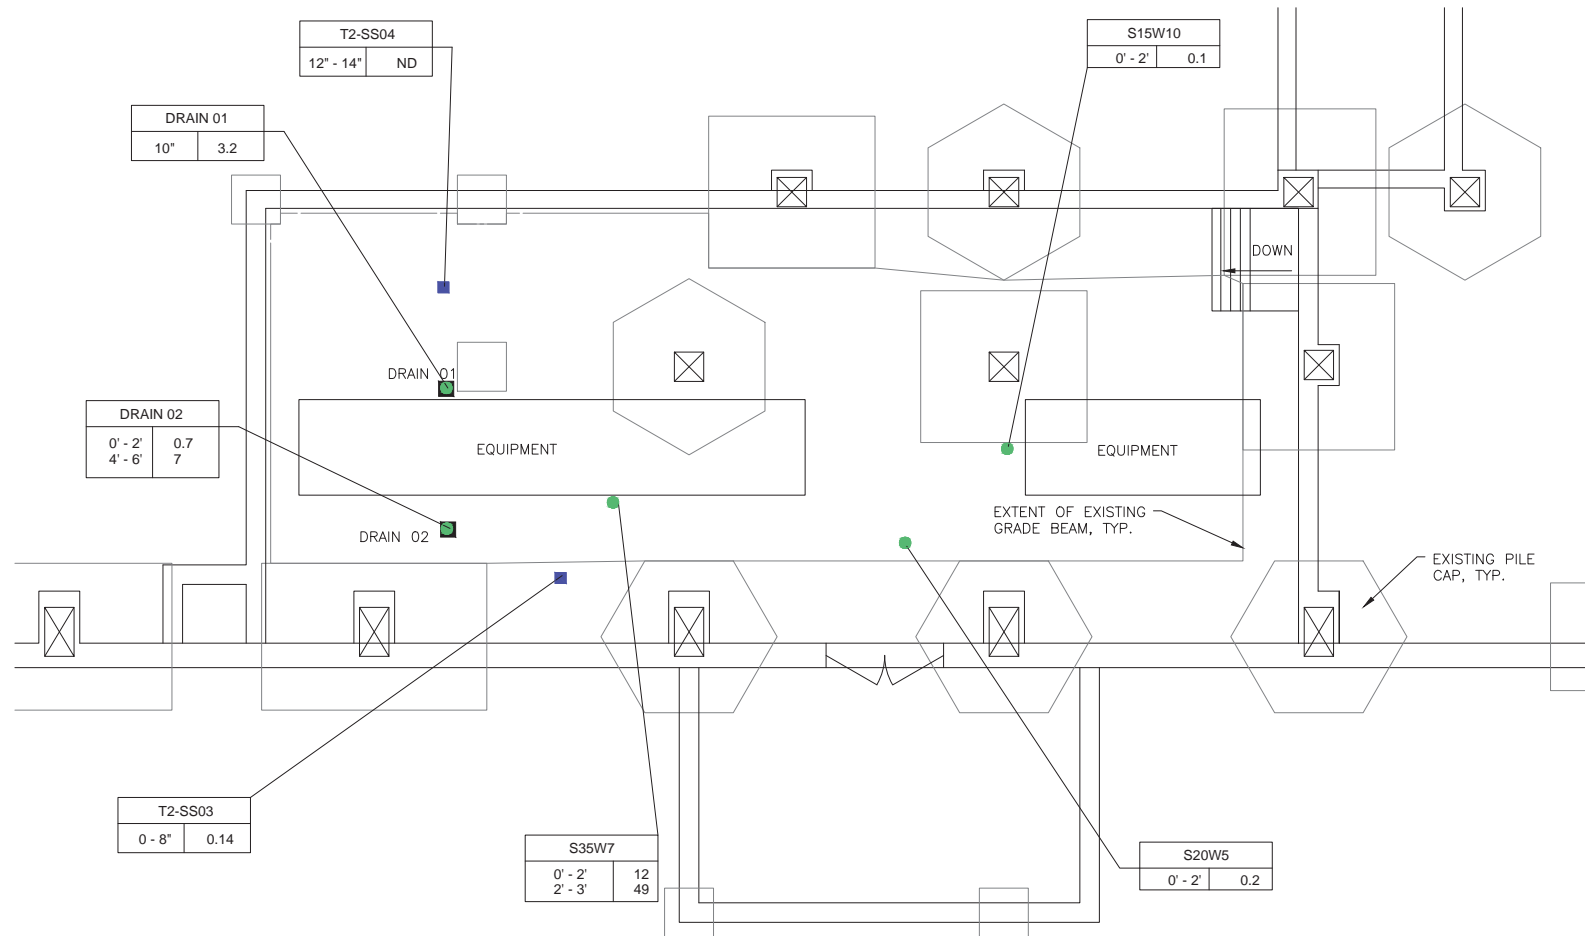 T2-SS04
12" - 14" ND
S15W10
0' - 2' 0.1
DRAIN 01
10" 3.2
DOWN
DRAIN 01
DRAIN 02
0' - 2' 0.7
4' - 6' 7
EQUIPMENT
EQUIPMENT
DRAIN 02
EXTENT OF EXISTING
GRADE BEAM, TYP.
EXISTING PILE
CAP, TYP.
T2-SS03
0 - 8" 0.14
S35W7
0' - 2' 12
2' - 3' 49
S20W5
0' - 2' 0.2